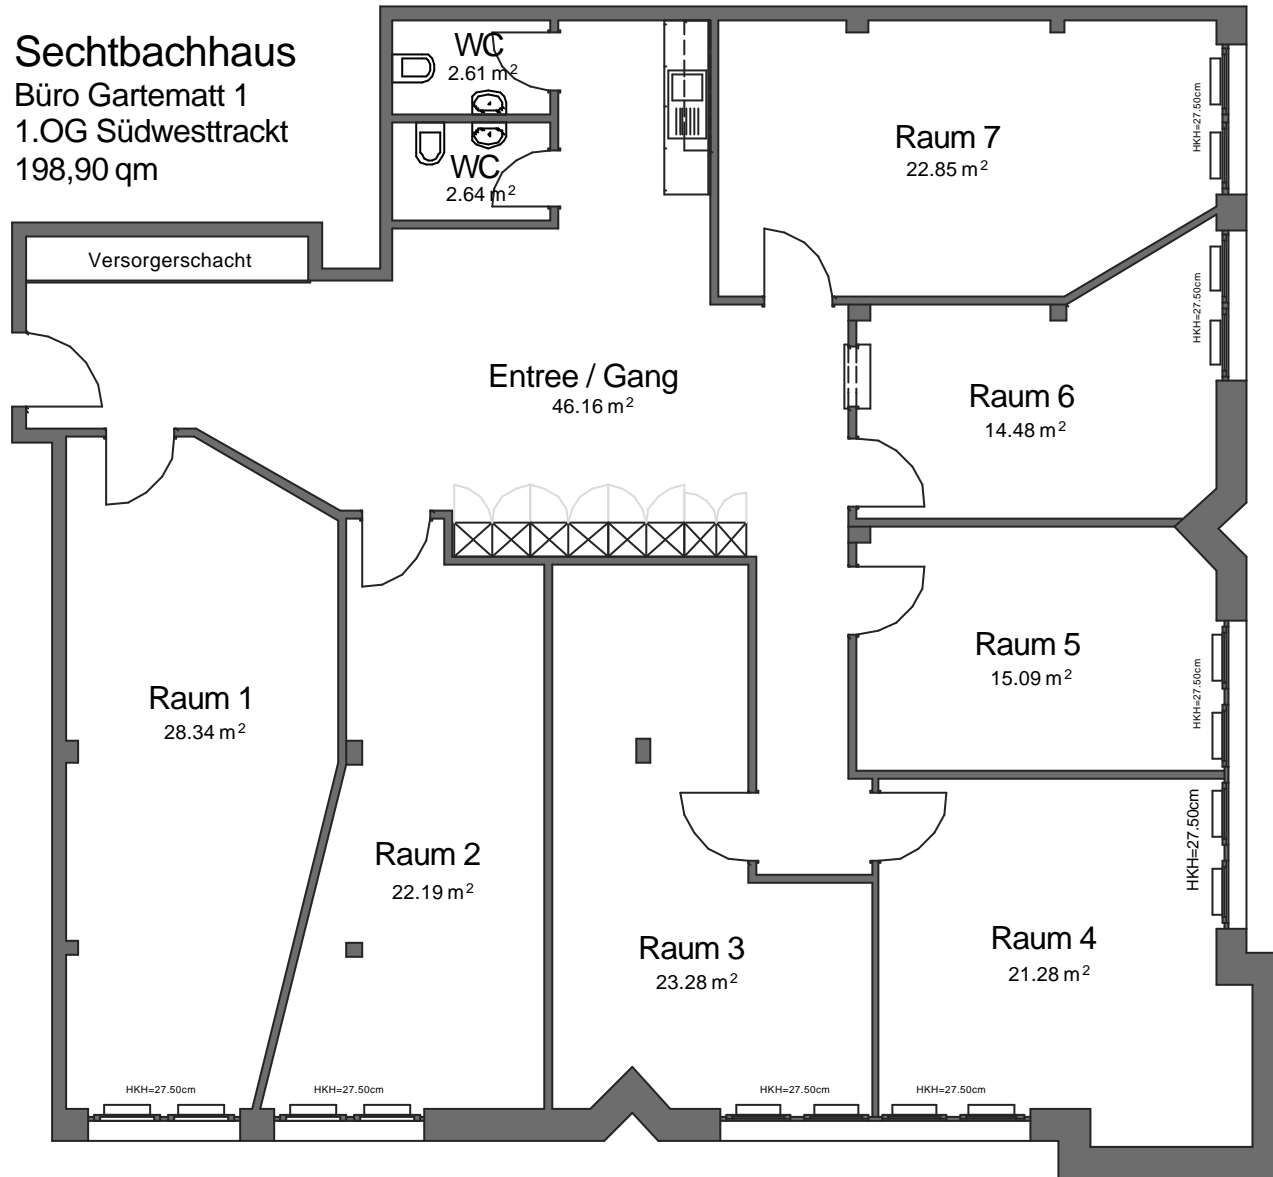 Sechtbachhaus
Büro Gartematt 1
1.OG Südwesttrackt
198,90 qm
WC
2.61 m²
WC
2.64 m²
Raum 7
22.85 m²
HKH=27.50cm
Versorgerschacht
HKH=27.50cm
Entree / Gang
46.16 m²
Raum 6
14.48 m²
Raum 5
15.09 m²
HKH=27.50cm
Raum 1
28.34 m²
Raum 2
22.19 m²
HKH=27.50cm
Raum 3
23.28 m²
Raum 4
21.28 m²
HKH=27.50cm
HKH=27.50cm
HKH=27.50cm
HKH=27.50cm